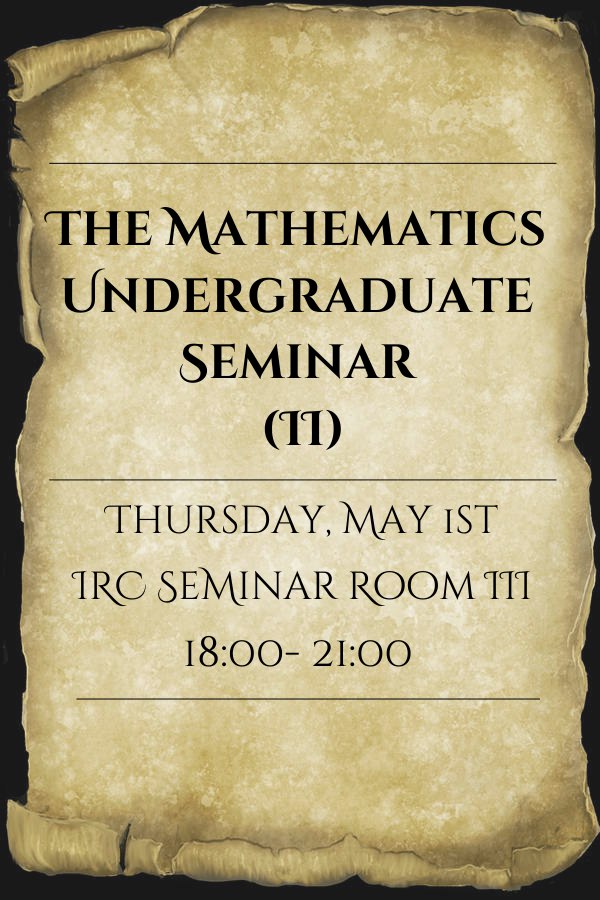 The Mathematics
Undergraduate
Seminar
(II)
Thursday, May 1st
IRC Seminar Room III
18:00- 21:00